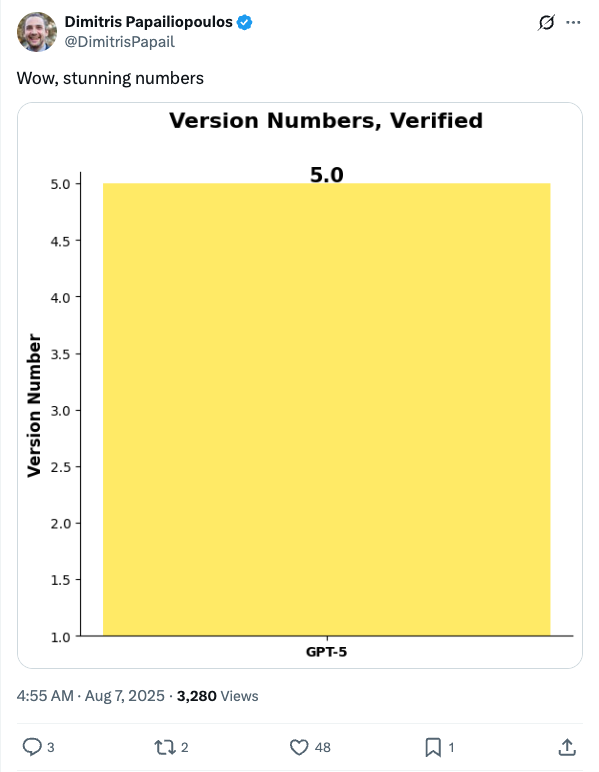 Dimitris Papailiopoulos
@DimitrisPapail
Wow, stunning numbers
Version Numbers, Verified
5.0
5.0
4.5
4.0
3.5
3.0
2.5
2.0
1.5
1.0
Version Number
GPT-5
4:55 AM · Aug 7, 2025 · 3,280 Views
3
2
48
1